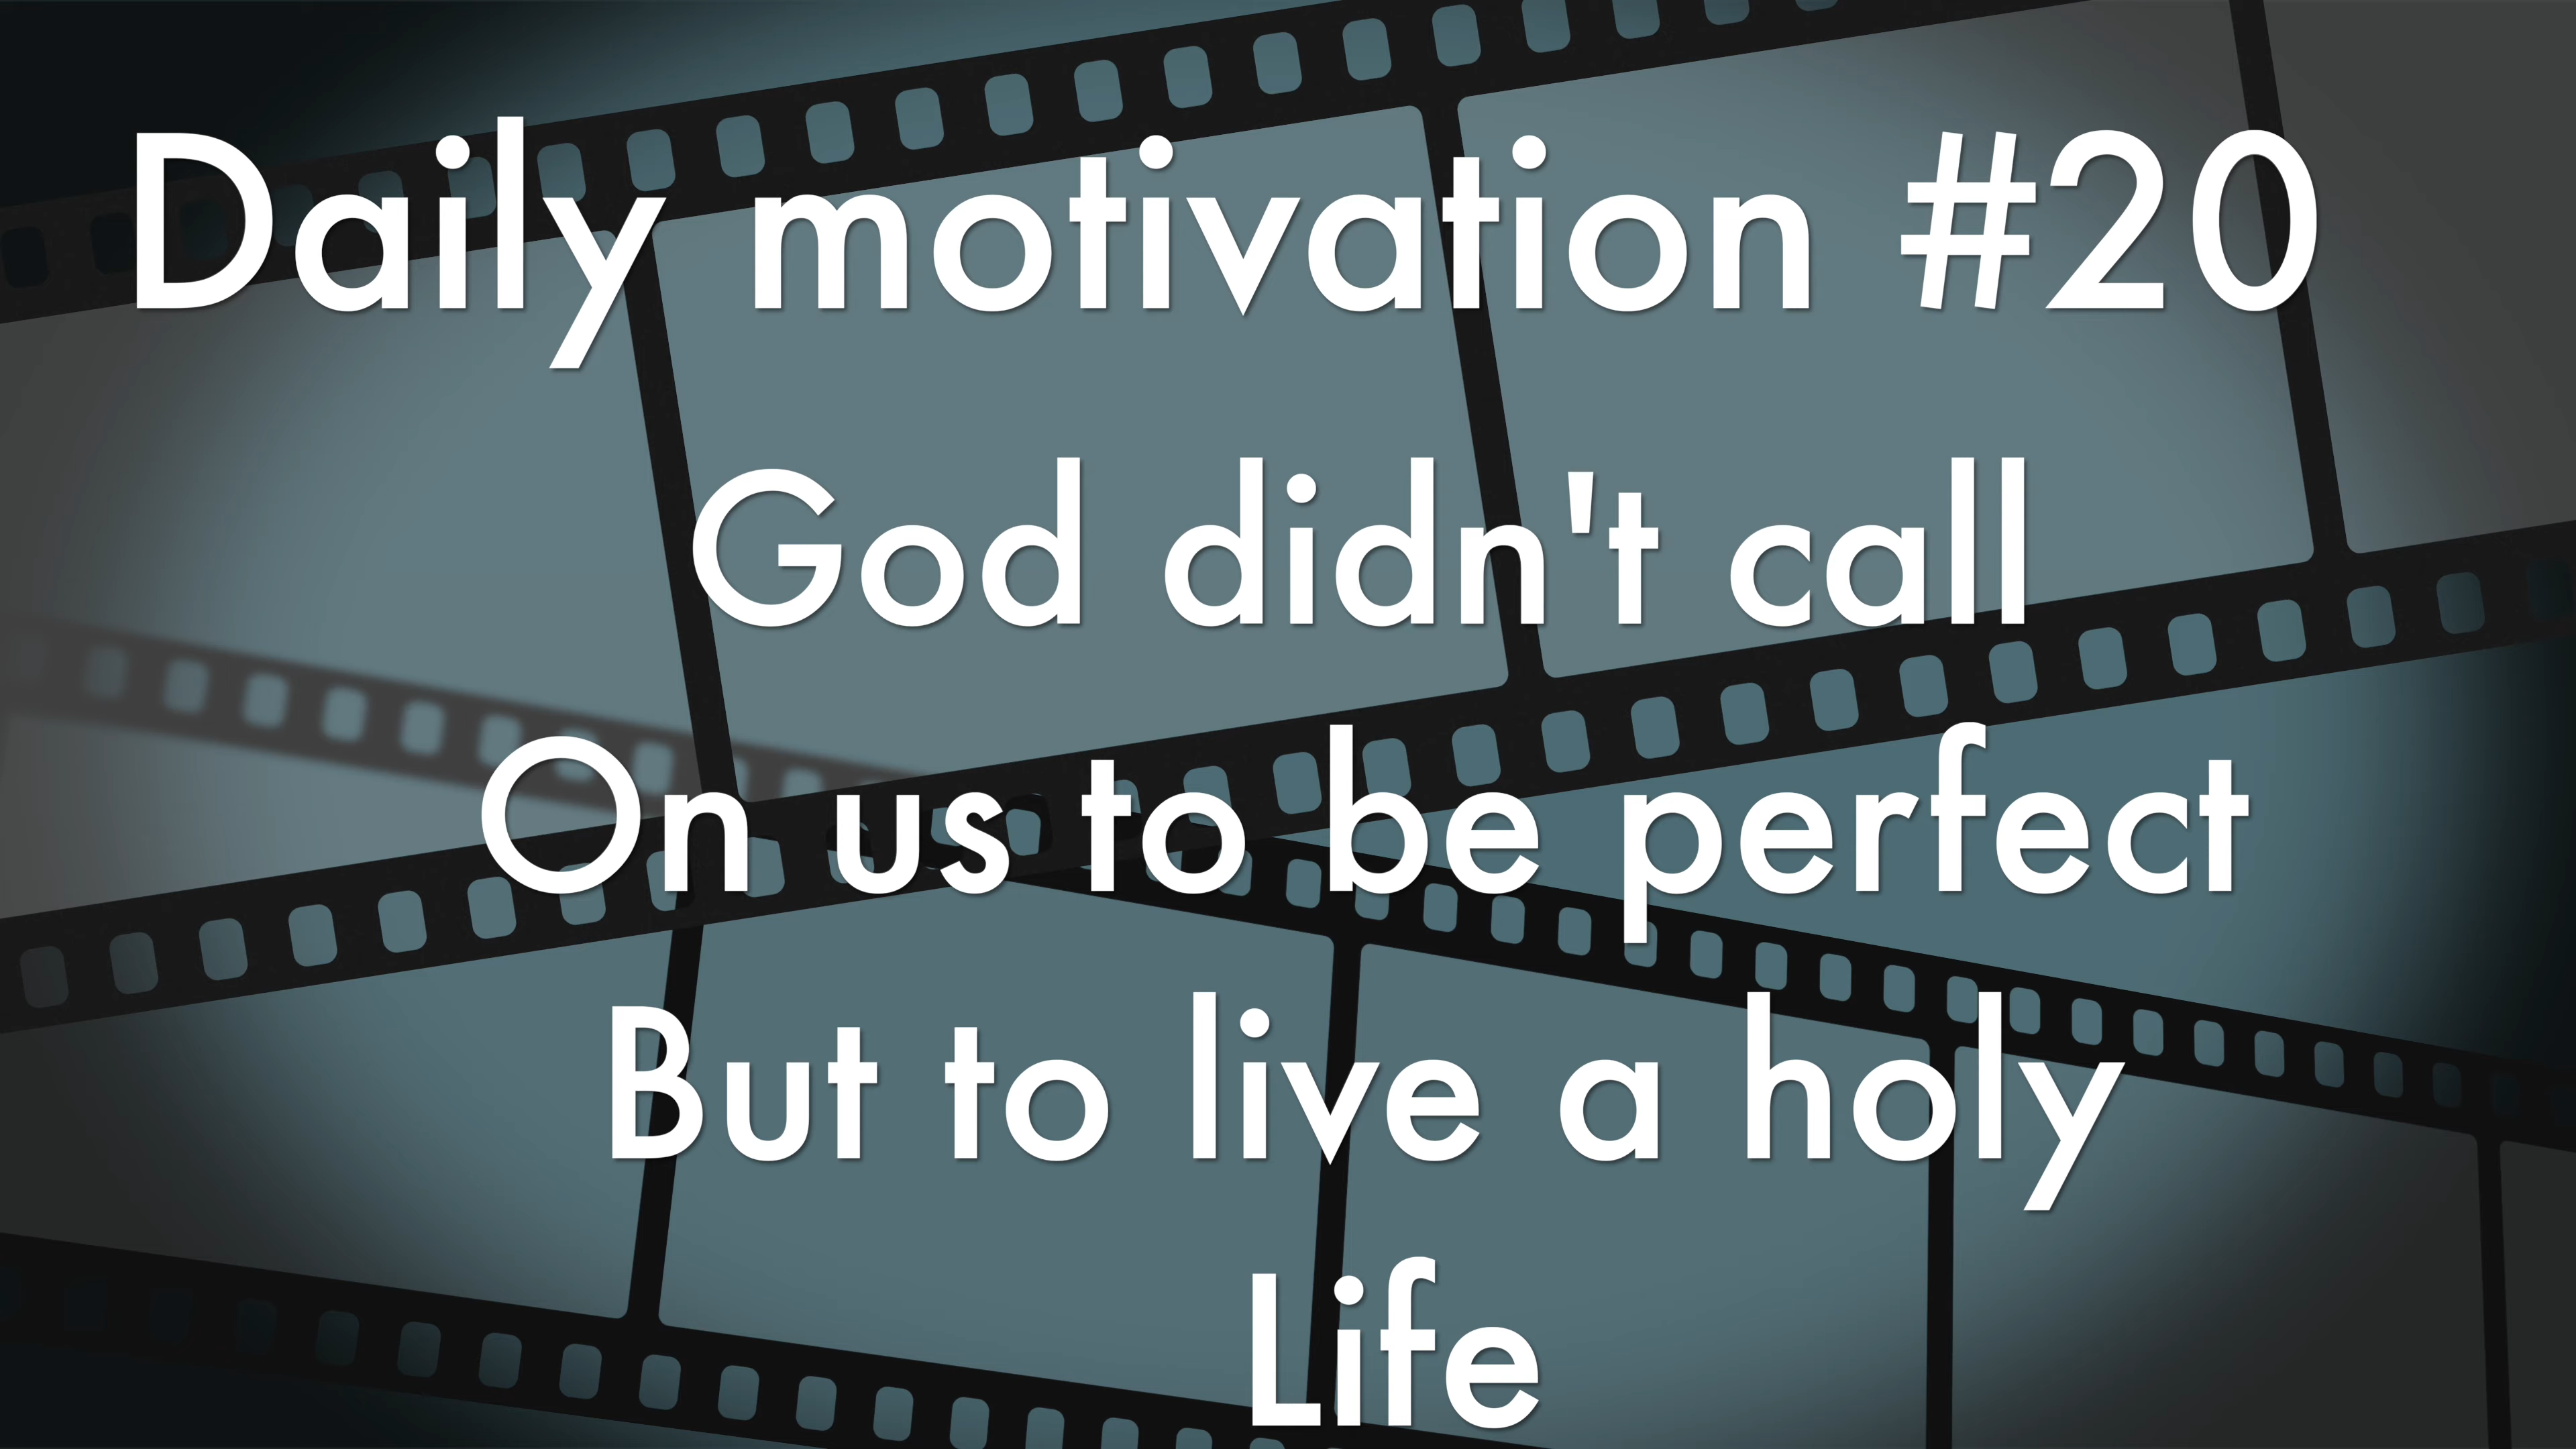 Daily motivation #20
God didn't call
On us to be perfect
But to live a holy
Life